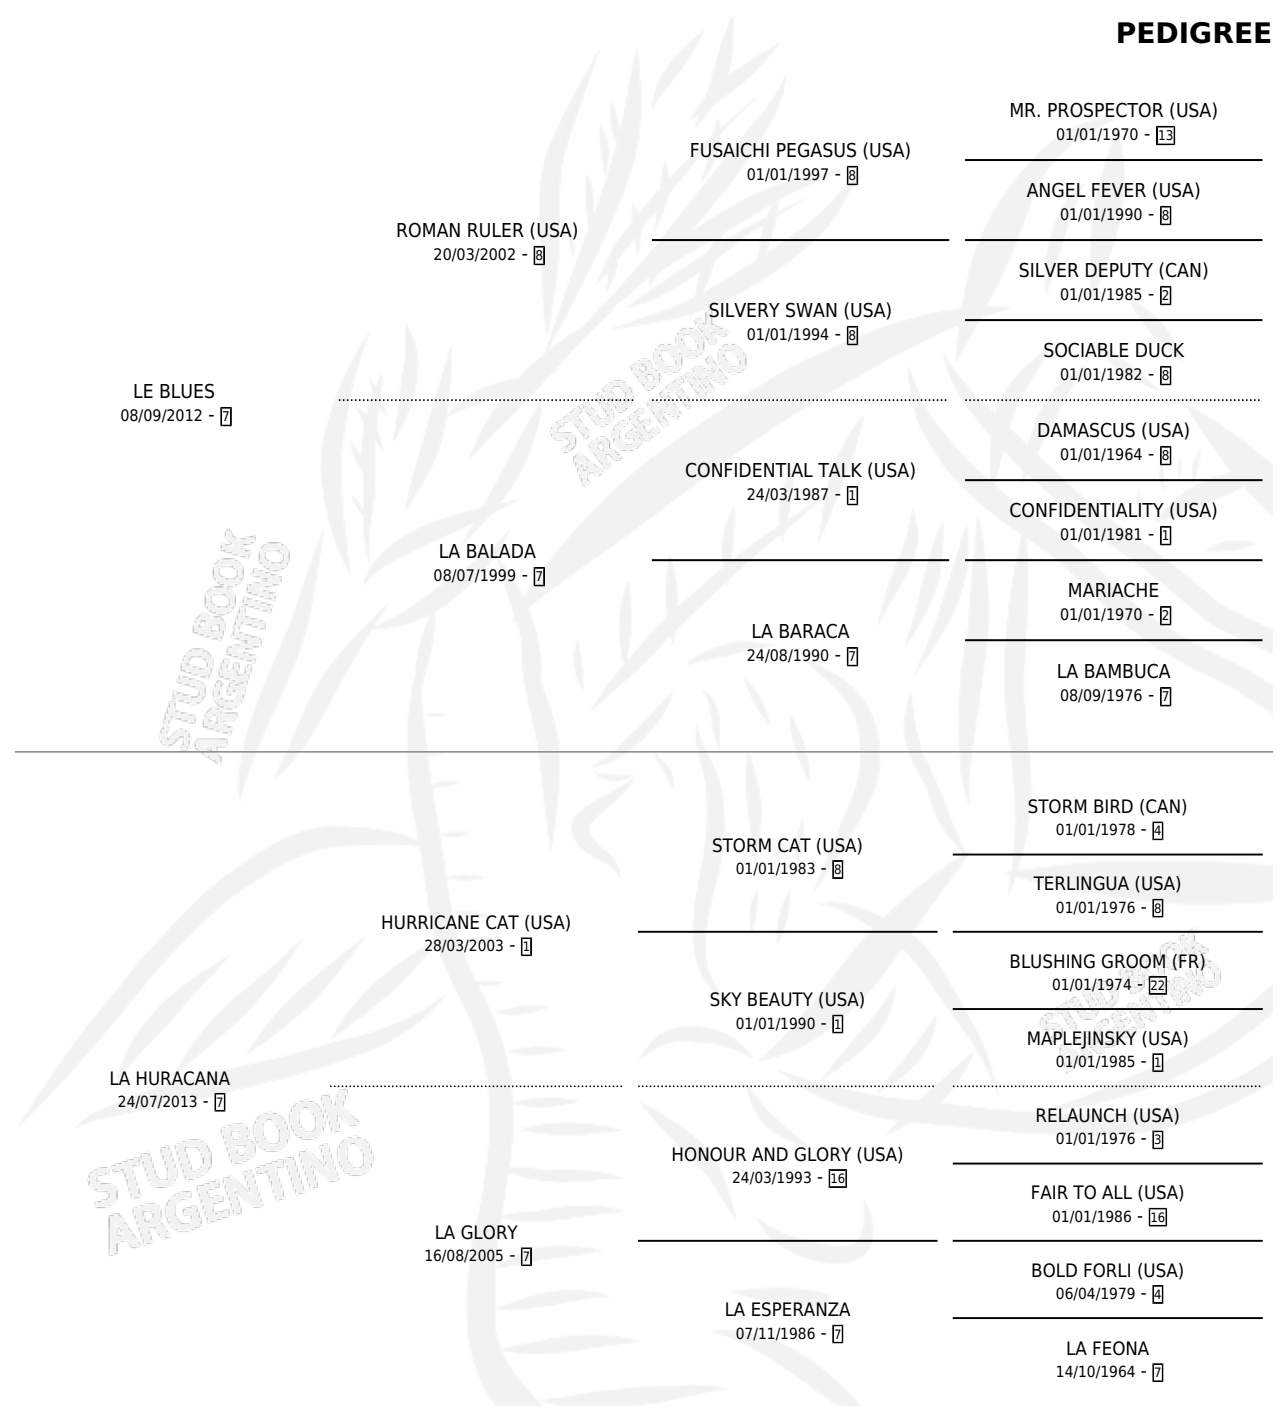 PEDIGREE
MR. PROSPECTOR (USA)
01/01/1970 - 13
FUSAICHI PEGASUS (USA)
01/01/1997 - 8
ANGEL FEVER (USA)
01/01/1990 - 8
ROMAN RULER (USA)
20/03/2002 - 8
SILVER DEPUTY (CAN)
01/01/1985 - 2
SILVERY SWAN (USA)
01/01/1994 - 8
SOCIABLE DUCK
01/01/1982 - 8
LE BLUES
08/09/2012 - 7
STUD BOOK
ARGENTINO
DAMASCUS (USA)
01/01/1964 - 8
CONFIDENTIAL TALK (USA)
24/03/1987 - 1
CONFIDENTIALITY (USA)
01/01/1981 - 1
LA BALADA
08/07/1999 - 7
MARIACHE
01/01/1970 - 2
LA BARACA
24/08/1990 - 7
LA BAMBUCA
08/09/1976 - 7
STUD BOOK
ARGENTINO
STORM BIRD (CAN)
01/01/1978 - 4
STORM CAT (USA)
01/01/1983 - 8
TERLINGUA (USA)
01/01/1976 - 8
HURRICANE CAT (USA)
28/03/2003 - 1
BLUSHING GROOM (FR)
01/01/1974 - 22
SKY BEAUTY (USA)
01/01/1990 - 1
STUD BOOK
ARGENTINO
MAPLEJINSKY (USA)
01/01/1985 - 1
LA HURACANA
24/07/2013 - 7
STUD BOOK
ARGENTINO
RELAUNCH (USA)
01/01/1976 - 3
HONOUR AND GLORY (USA)
24/03/1993 - 16
FAIR TO ALL (USA)
01/01/1986 - 16
LA GLORY
16/08/2005 - 7
BOLD FORLI (USA)
06/04/1979 - 4
LA ESPERANZA
07/11/1986 - 7
LA FEONA
14/10/1964 - 7